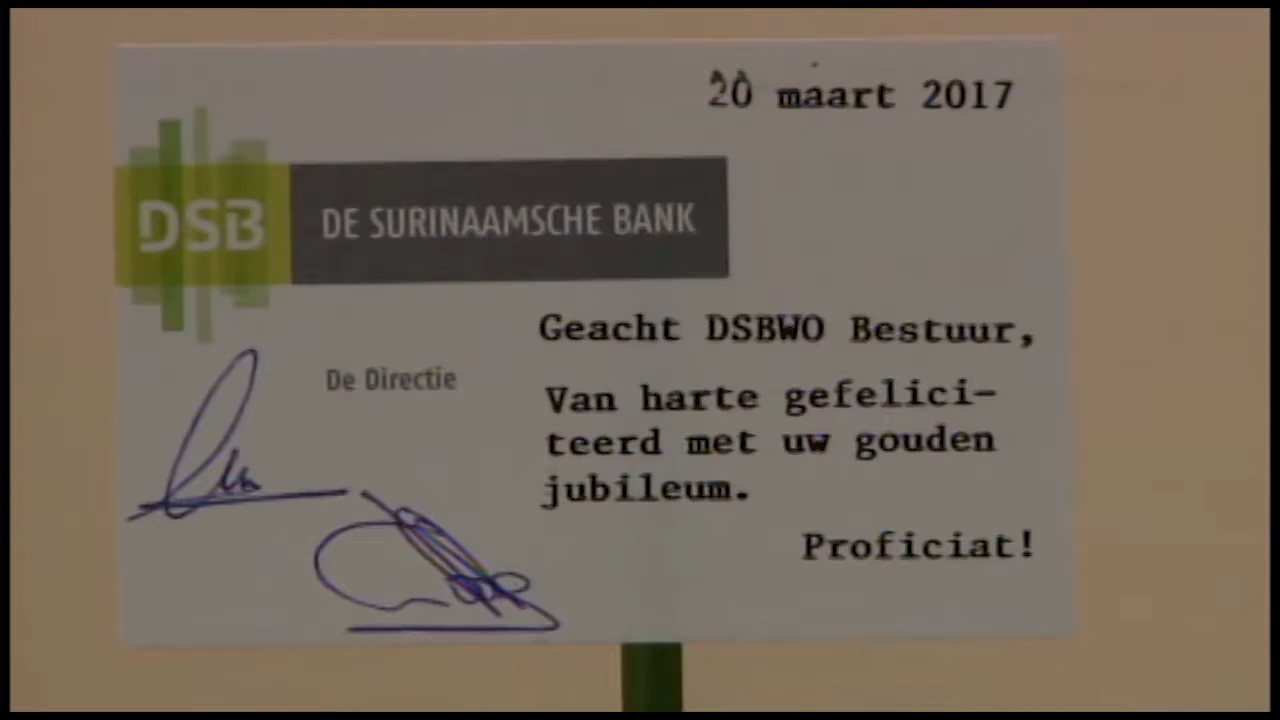 20 maart 2017
DSB DE SURINAAMSCHE BANK
De Directie
Geacht DSBWO Bestuur,
Van harte gefelici-
teerd met uw gouden
jubileum.
Proficiat!